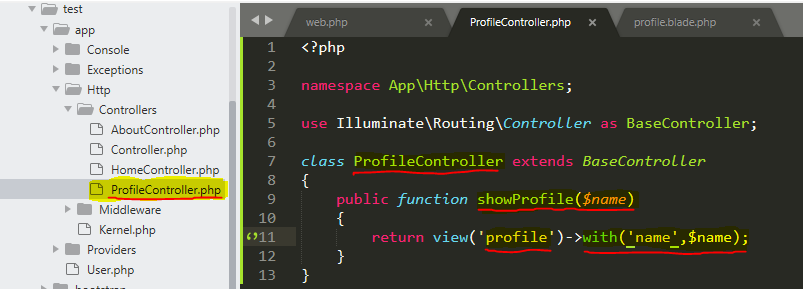 test
app
Console
Exceptions
Http
Controllers
AboutController.php
Controller.php
HomeController.php
ProfileController.php
Middleware
Kernel.php
Providers
User.php
web.php
ProfileController.php
profile.blade.php
1 <?php
2
3 namespace App\Http\Controllers;
4
5 use Illuminate\Routing\Controller as BaseController;
6
7 class ProfileController extends BaseController
8 {
9     public function showProfile($name)
10     {
11         return view('profile')->with('name',$name);
12     }
13 }